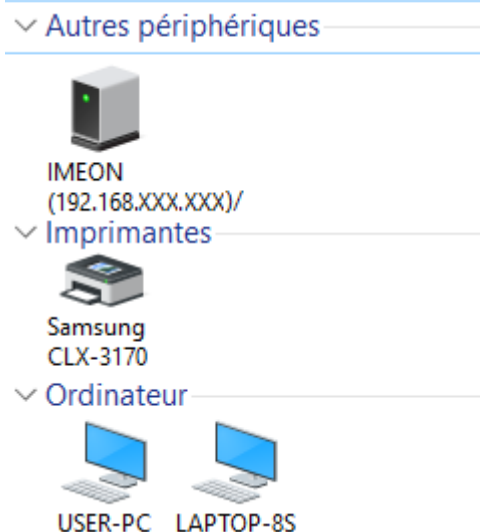 Autres périphériques
IMEON
(192.168.XXX.XXX)/
Imprimantes
Samsung
CLX-3170
Ordinateur
USER-PC LAPTOP-8S